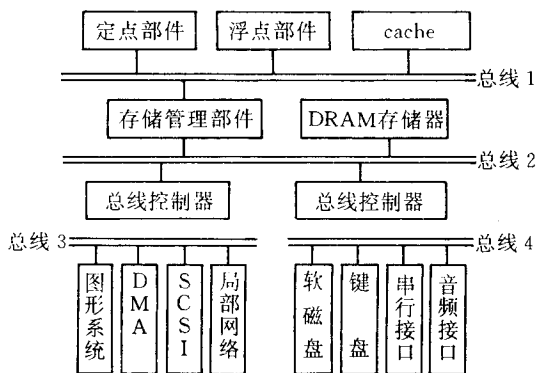 定点部件
浮点部件
cache
总线1
存储管理部件
DRAM存储器
总线2
总线控制器
总线控制器
总线3
总线4
图形系统
DMA
SCSI
局部网络
软磁盘
键盘
串行接口
音频接口